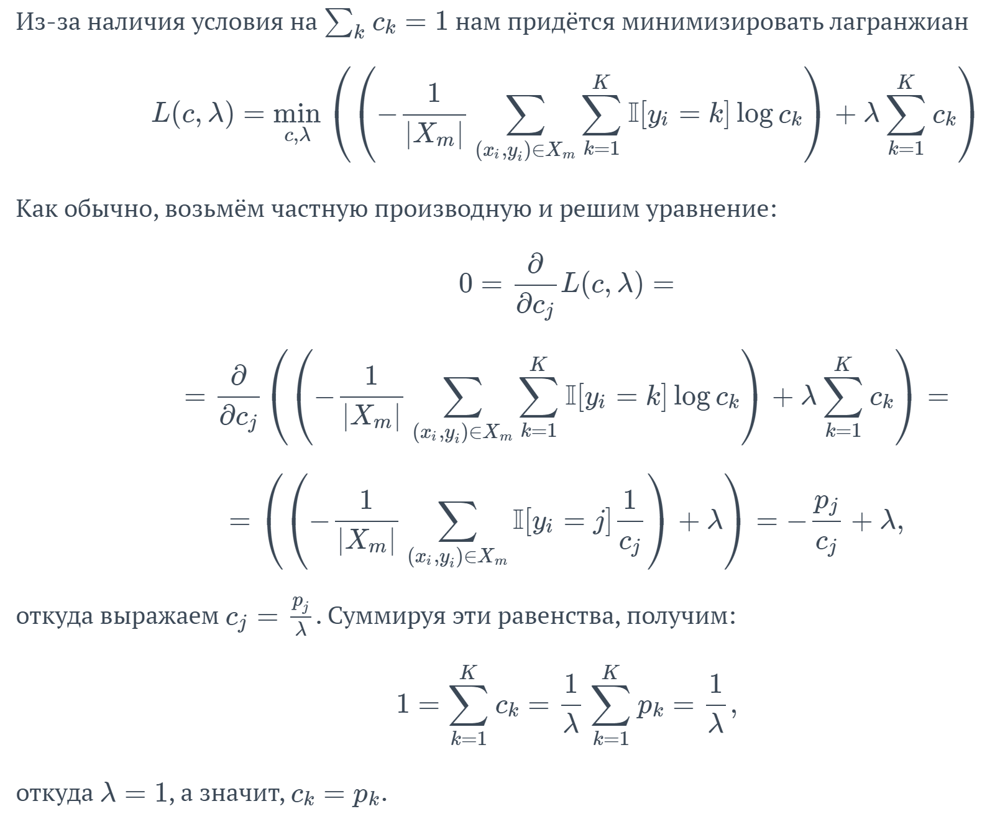 Из-за наличия условия на $\sum_k c_k = 1$ нам придётся минимизировать лагранжиан
$$L(c, \lambda) = \min_{c,\lambda} \left( \left( -\frac{1}{|X_m|} \sum_{(x_i,y_i) \in X_m} \sum_{k=1}^{K} \mathbb{I}[y_i = k] \log c_k \right) + \lambda \sum_{k=1}^{K} c_k \right)$$
Как обычно, возьмём частную производную и решим уравнение:
$$0 = \frac{\partial}{\partial c_j} L(c, \lambda) =$$
$$= \frac{\partial}{\partial c_j} \left( \left( -\frac{1}{|X_m|} \sum_{(x_i,y_i) \in X_m} \sum_{k=1}^{K} \mathbb{I}[y_i = k] \log c_k \right) + \lambda \sum_{k=1}^{K} c_k \right) =$$
$$= \left( \left( -\frac{1}{|X_m|} \sum_{(x_i,y_i) \in X_m} \mathbb{I}[y_i = j] \frac{1}{c_j} \right) + \lambda \right) = -\frac{p_j}{c_j} + \lambda,$$
откуда выражаем $c_j = \frac{p_j}{\lambda}$. Суммируя эти равенства, получим:
$$1 = \sum_{k=1}^{K} c_k = \frac{1}{\lambda} \sum_{k=1}^{K} p_k = \frac{1}{\lambda},$$
откуда $\lambda = 1$, а значит, $c_k = p_k$.